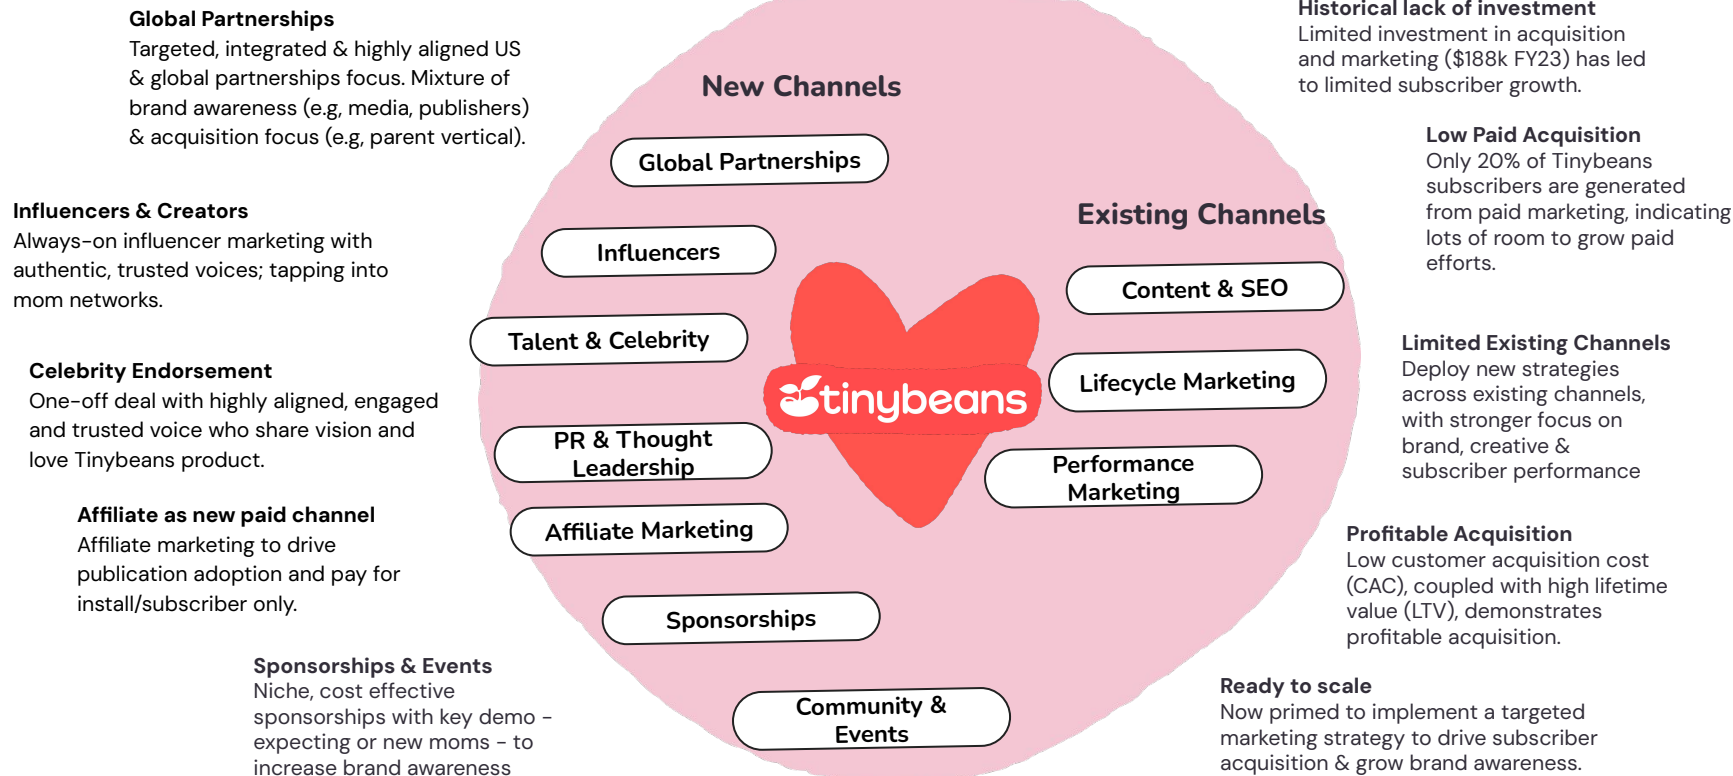 Global Partnerships
Targeted, integrated & highly aligned US
& global partnerships focus. Mixture of
brand awareness (e.g, media, publishers)
& acquisition focus (e.g, parent vertical).
Influencers & Creators
Always-on influencer marketing with
authentic, trusted voices; tapping into
mom networks.
Celebrity Endorsement
One-off deal with highly aligned, engaged
and trusted voice who share vision and
love Tinybeans product.
Affiliate as new paid channel
Affiliate marketing to drive
publication adoption and pay for
install/subscriber only.
Sponsorships & Events
Niche, cost effective
sponsorships with key demo -
expecting or new moms - to
increase brand awareness
New Channels
Global Partnerships
Influencers
Talent & Celebrity
PR & Thought
Leadership
Affiliate Marketing
Sponsorships
Community &
Events
tinybeans
Existing Channels
Content & SEO
Lifecycle Marketing
Performance
Marketing
Historical lack of investment
Limited investment in acquisition
and marketing ($188k FY23) has led
to limited subscriber growth.
Low Paid Acquisition
Only 20% of Tinybeans
subscribers are generated
from paid marketing, indicating
lots of room to grow paid
efforts.
Limited Existing Channels
Deploy new strategies
across existing channels,
with stronger focus on
brand, creative &
subscriber performance
Profitable Acquisition
Low customer acquisition cost
(CAC), coupled with high lifetime
value (LTV), demonstrates
profitable acquisition.
Ready to scale
Now primed to implement a targeted
marketing strategy to drive subscriber
acquisition & grow brand awareness.